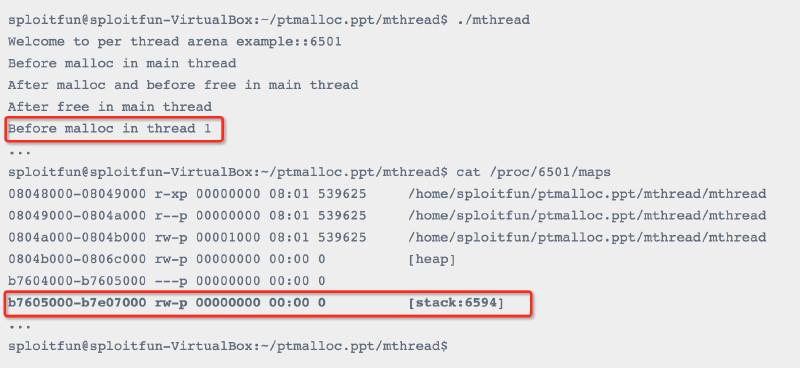 sploitfun@sploitfun-VirtualBox:~/ptmalloc.ppt/mthread$ ./mthread
Welcome to per thread arena example::6501
Before malloc in main thread
After malloc and before free in main thread
After free in main thread
Before malloc in thread 1
...
sploitfun@sploitfun-VirtualBox:~/ptmalloc.ppt/mthread$ cat /proc/6501/maps
08048000-08049000 r-xp 00000000 08:01 539625 /home/sploitfun/ptmalloc.ppt/mthread/mthread
08049000-0804a000 r--p 00000000 08:01 539625 /home/sploitfun/ptmalloc.ppt/mthread/mthread
0804a000-0804b000 rw-p 00001000 08:01 539625 /home/sploitfun/ptmalloc.ppt/mthread/mthread
0804b000-0806c000 rw-p 00000000 00:00 0 [heap]
b7604000-b7605000 ---p 00000000 00:00 0
b7605000-b7e07000 rw-p 00000000 00:00 0 [stack:6594]
...
sploitfun@sploitfun-VirtualBox:~/ptmalloc.ppt/mthread$